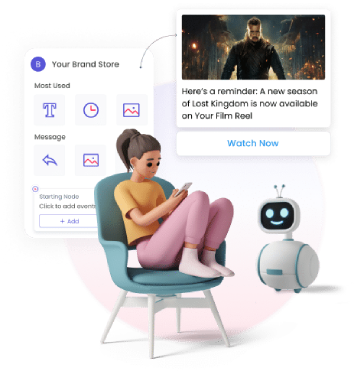 B Your Brand Store
Most Used
T
Message
Starting Node
Click to add events
+ Add
Here's a reminder: A new season
of Lost Kingdom is now available
on Your Film Reel
Watch Now